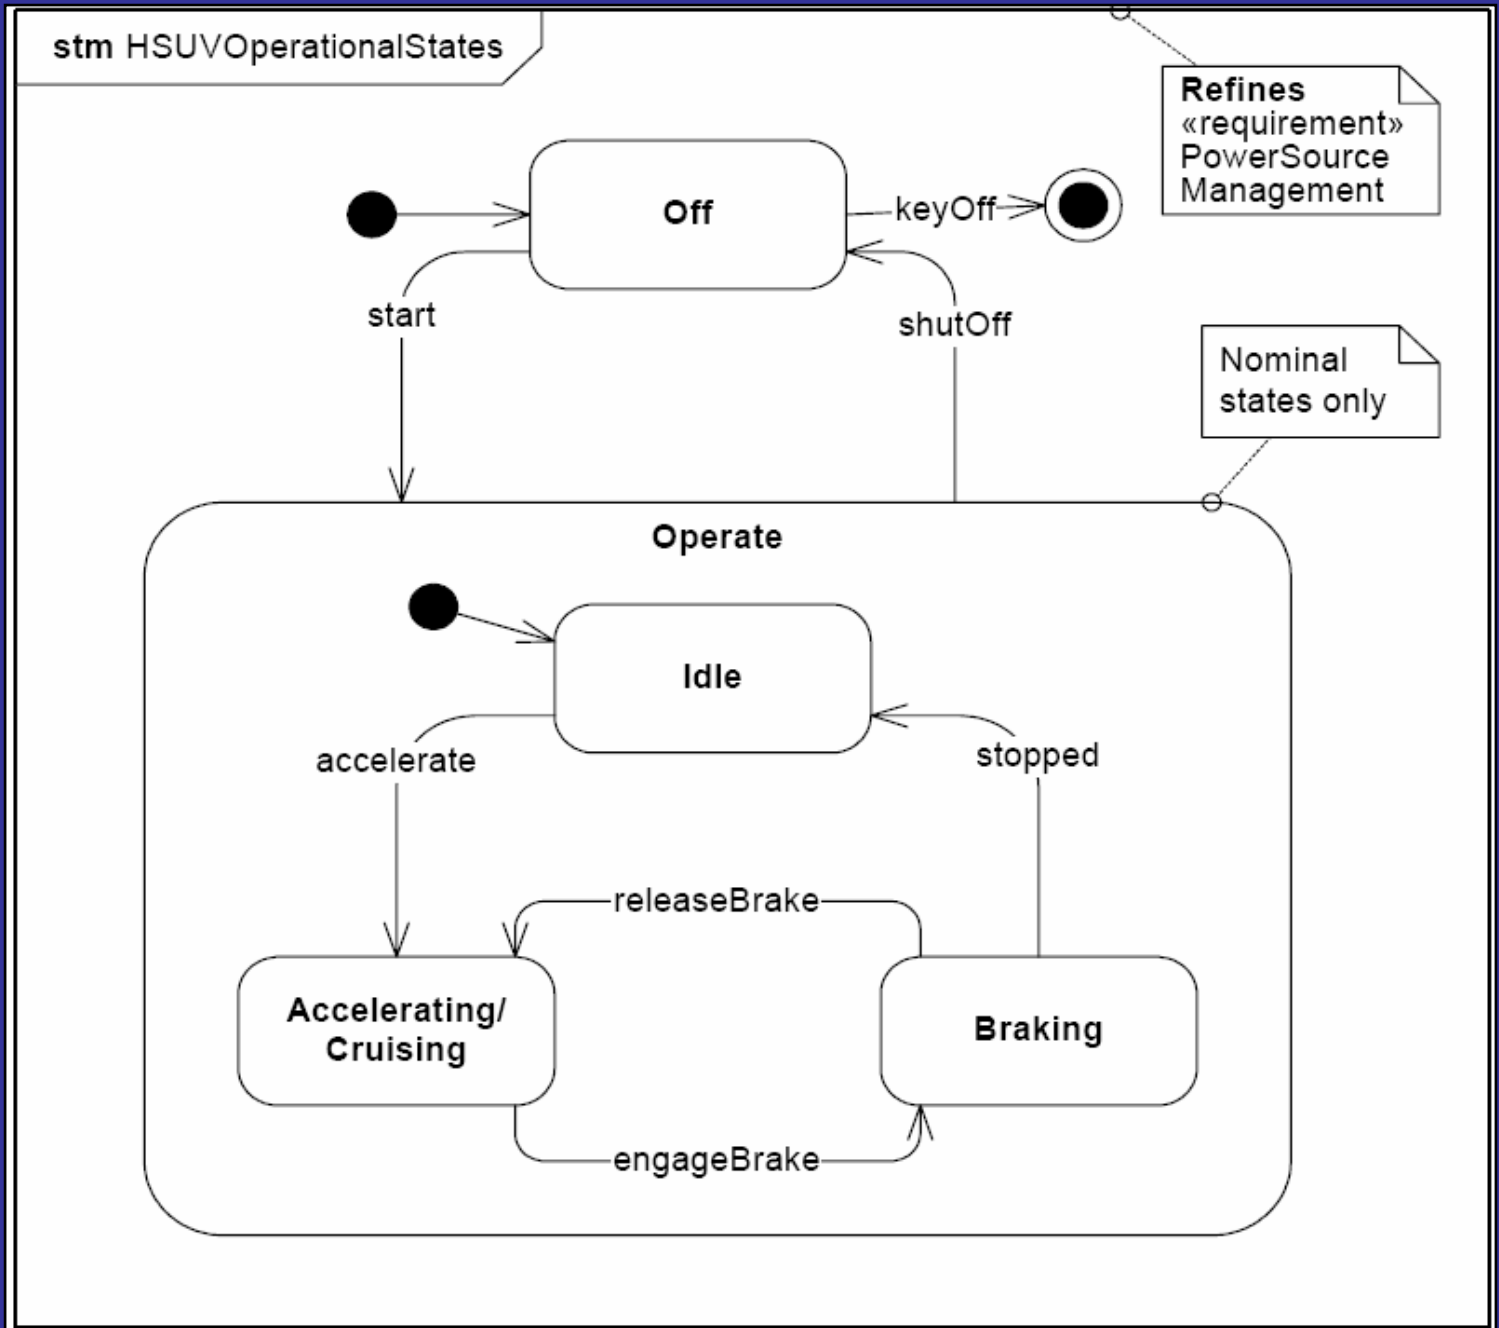 stm HSUVOperationalStates
Refines
«requirement»
PowerSource
Management
Off
keyOff
start
shutOff
Nominal
states only
Operate
Idle
accelerate
stopped
releaseBrake
Accelerating/
Cruising
Braking
engageBrake